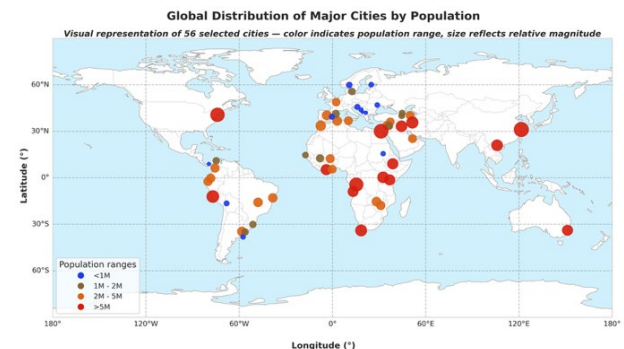 Global Distribution of Major Cities by Population
Visual representation of 56 selected cities — color indicates population range, size reflects relative magnitude
60°N
30°N
0°
30°S
60°S
Latitude (°)
Population ranges
<1M
1M - 2M
2M - 5M
>5M
180° 120°W 60°W 0° 60°E 120°E 180°
Longitude (°)